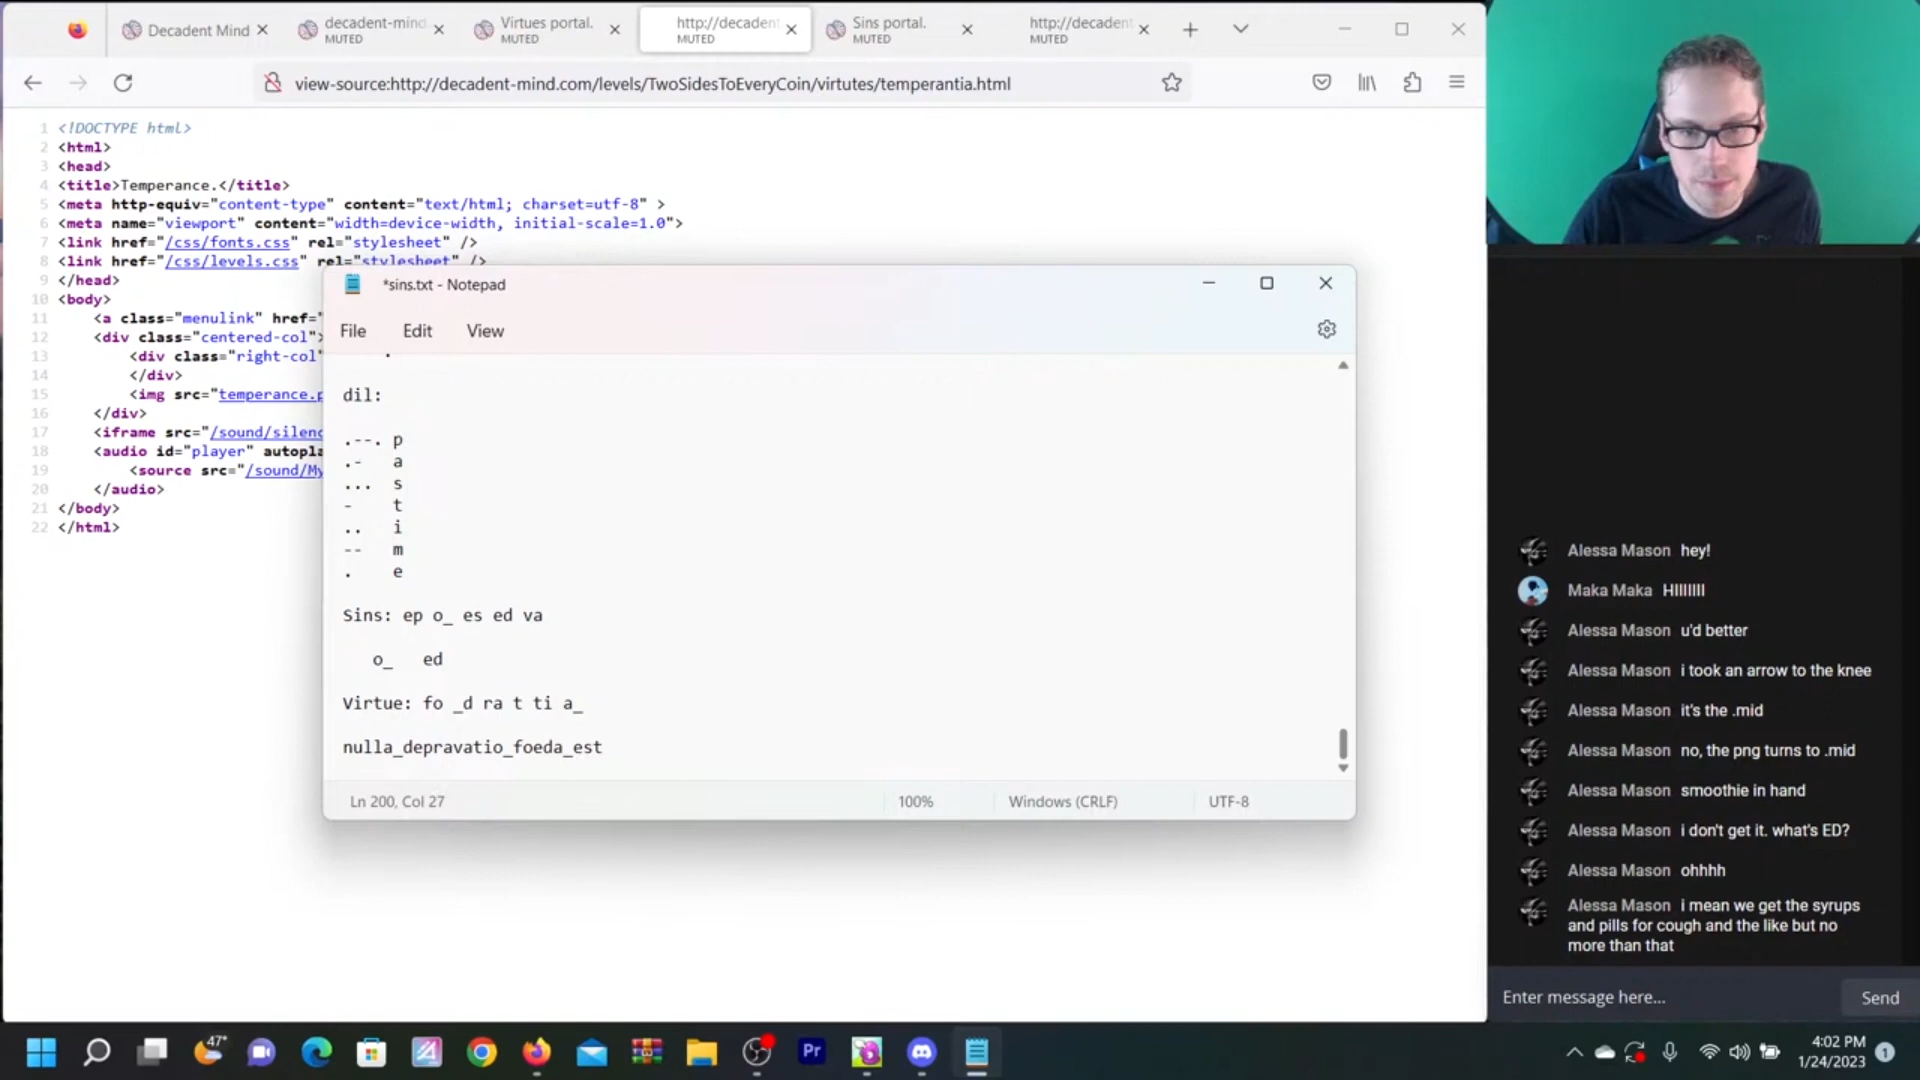 Decadent Mind
decadent-mind
MUTED
Virtues portal.
MUTED
http://decadent
MUTED
Sins portal.
MUTED
http://decadent
MUTED
view-source:http://decadent-mind.com/levels/TwoSidesToEveryCoin/virtutes/temperantia.html
1 <!DOCTYPE html>
2 <html>
3 <head>
4 <title>Temperance.</title>
5 <meta http-equiv="content-type" content="text/html; charset=utf-8" >
6 <meta name="viewport" content="width=device-width, initial-scale=1.0">
7 <link href="/css/fonts.css" rel="stylesheet" />
8 <link href="/css/levels.css" rel="stylesheet" />
9 </head>
10 <body>
11 <a class="menulink" href="
12 <div class="centered-col">
13 <div class="right-col"
14 </div>
15 <img src="temperance.p
16 </div>
17 <iframe src="/sound/silenc
18 <audio id="player" autopla
19 <source src="/sound/My
20 </audio>
21 </body>
22 </html>
*sins.txt - Notepad
File Edit View
dil:
.--. p
.- a
... s
- t
.. i
-- m
. e
Sins: ep o_ es ed va
o_ ed
Virtue: fo _d ra t ti a_
nulla_depravatio_foeda_est
Ln 200, Col 27
100%
Windows (CRLF)
UTF-8
Alessa Mason hey!
Maka Maka HIIIIIII
Alessa Mason u'd better
Alessa Mason i took an arrow to the knee
Alessa Mason it's the .mid
Alessa Mason no, the png turns to .mid
Alessa Mason smoothie in hand
Alessa Mason i don't get it. what's ED?
Alessa Mason ohhhh
Alessa Mason i mean we get the syrups
and pills for cough and the like but no
more than that
Enter message here...
Send
47°
Pr
4:02 PM
1/24/2023
1